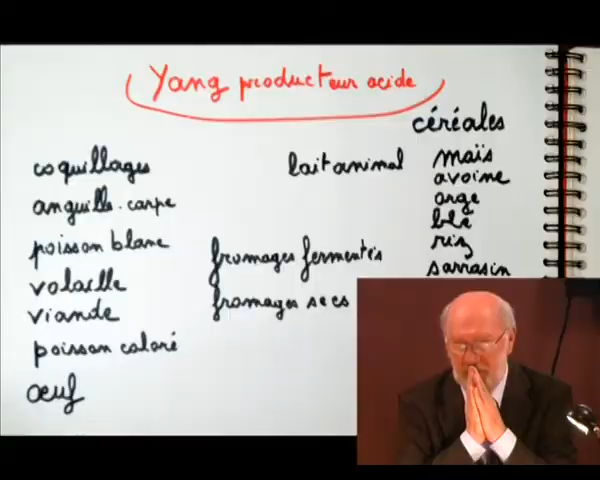 Yang producteur acide
coquillages
anguille. carpe
poisson blanc
volaille
viande
poisson coloré
œuf
lait animal
fromages fermentés
fromages secs
céréales
maïs
avoine
orge
blé
riz
sarrasin